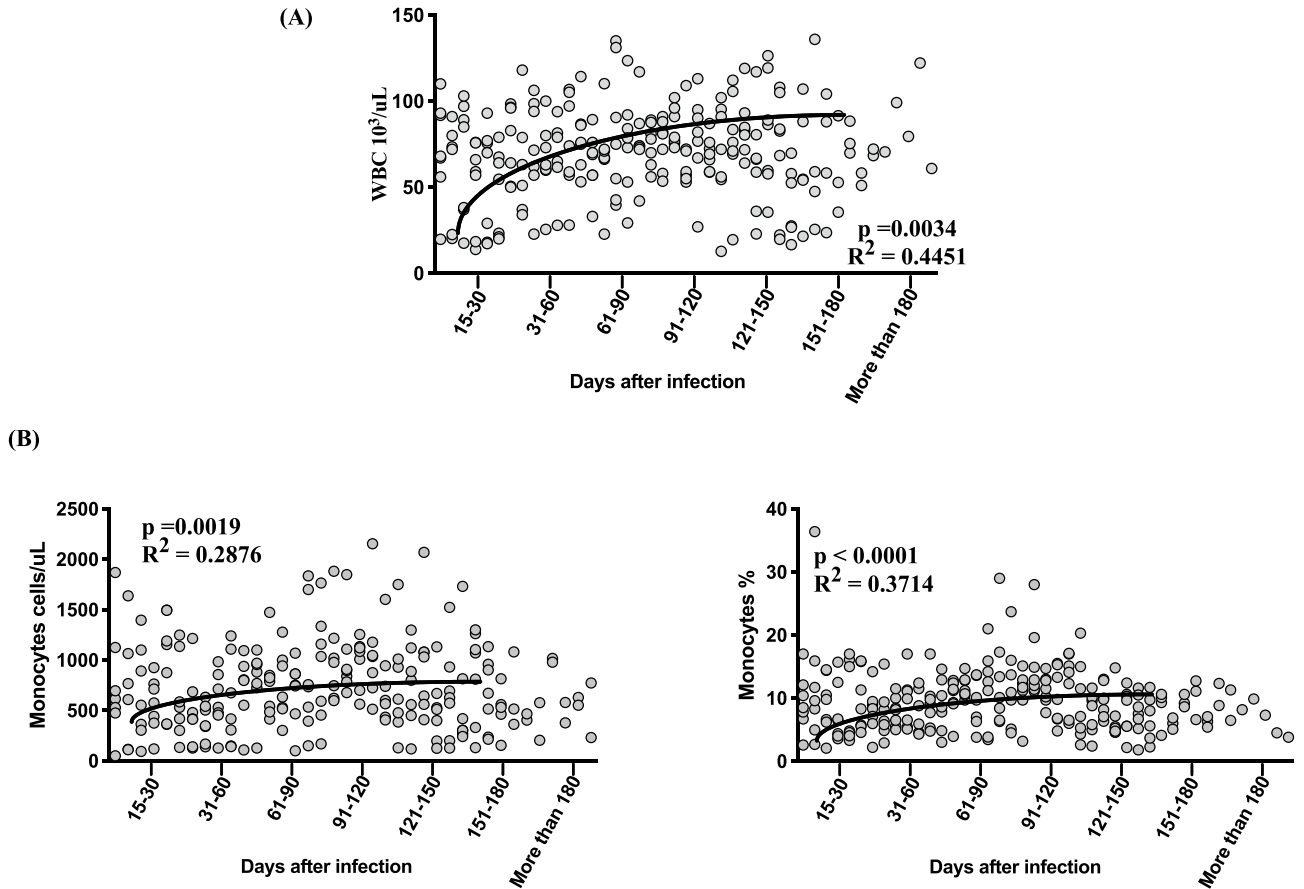 (A)
WBC 10³/uL
150
100
50
0
p =0.0034
R² = 0.4451
15-30
31-60
61-90
91-120
121-150
151-180
More than 180
Days after infection
(B)
Monocytes cells/uL
2500
2000
1500
1000
500
0
p =0.0019
R² = 0.2876
15-30
31-60
61-90
91-120
121-150
151-180
More than 180
Days after infection
Monocytes %
40
30
20
10
0
p < 0.0001
R² = 0.3714
15-30
31-60
61-90
91-120
121-150
151-180
More than 180
Days after infection